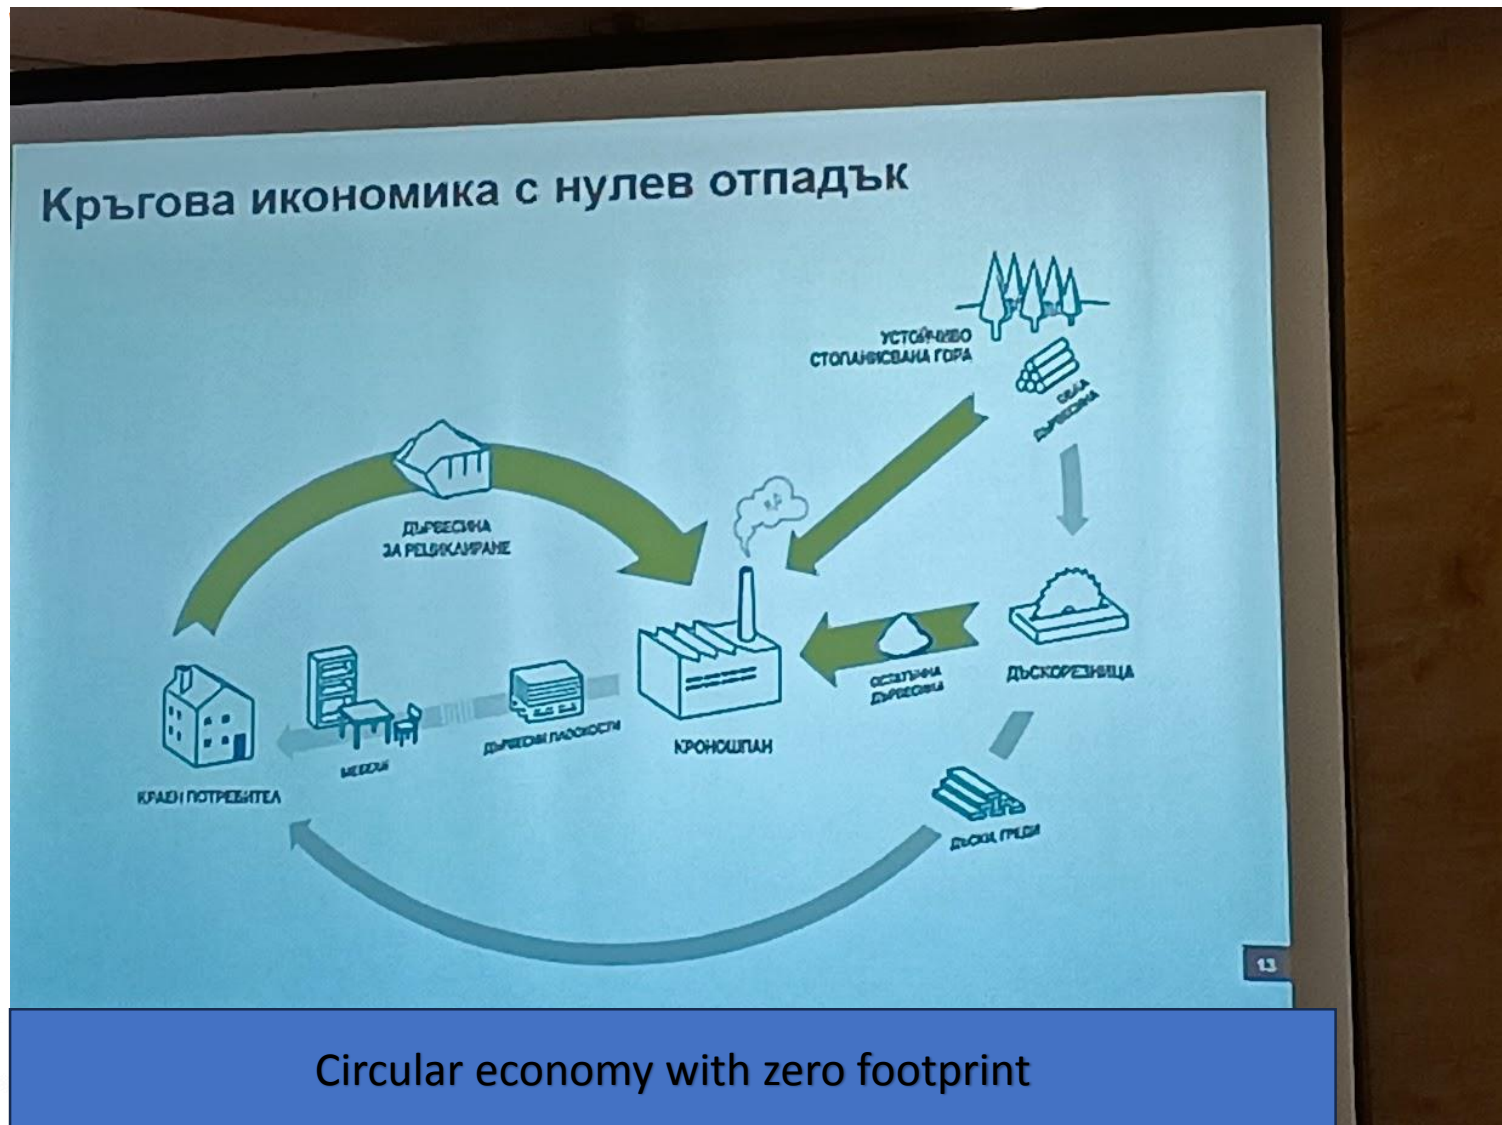 Кръгова икономика с нулев отпадък
УСТОЙЧИВО
СТОПАНИСВАНА ГОРА
ДЪРВЕСИНА
ДЪРВЕСИНА
ЗА РЕЦИКЛИРАНЕ
ОСТАТЪЧНА
ДЪРВЕСИНА
ДЪСКОРЕЗНИЦА
ДЪРВЕСНИ ПЛОСКОСТИ
КРОНОШПАН
МЕБЕЛИ
КРАЕН ПОТРЕБИТЕЛ
ДЪСКИ, ГРЕДИ
13
Circular economy with zero footprint